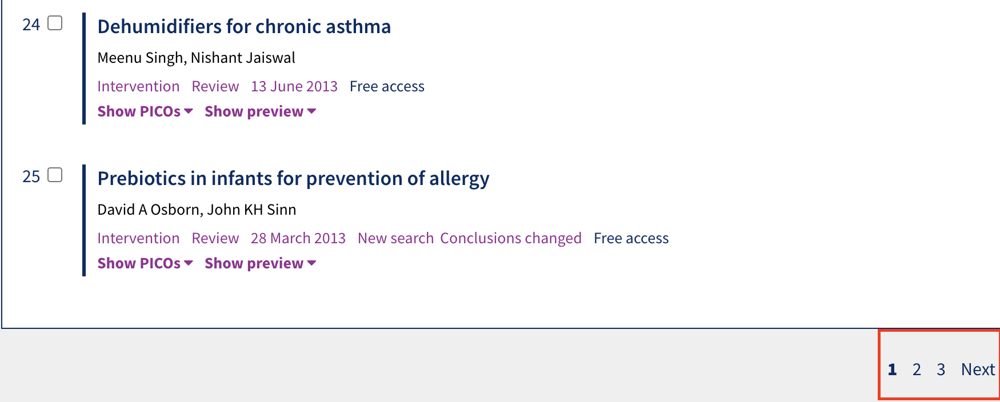 24 Dehumidifiers for chronic asthma
Meenu Singh, Nishant Jaiswal
Intervention Review 13 June 2013 Free access
Show PICOs Show preview
25 Prebiotics in infants for prevention of allergy
David A Osborn, John KH Sinn
Intervention Review 28 March 2013 New search Conclusions changed Free access
Show PICOs Show preview
1 2 3 Next